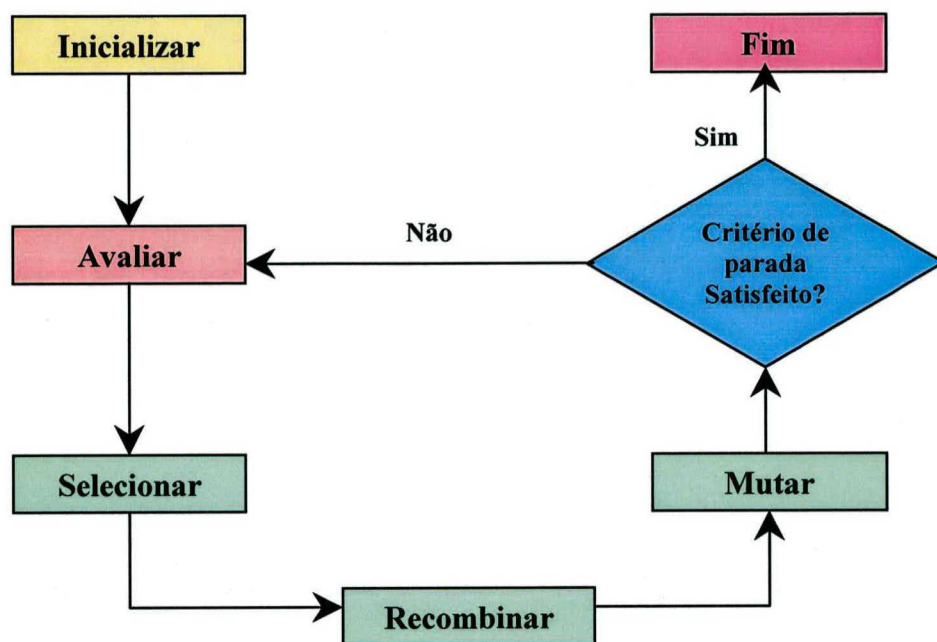 Inicializar
Fim
Sim
Não
Critério de
parada
Satisfeito?
Avaliar
Selecionar
Mutar
Recombinar